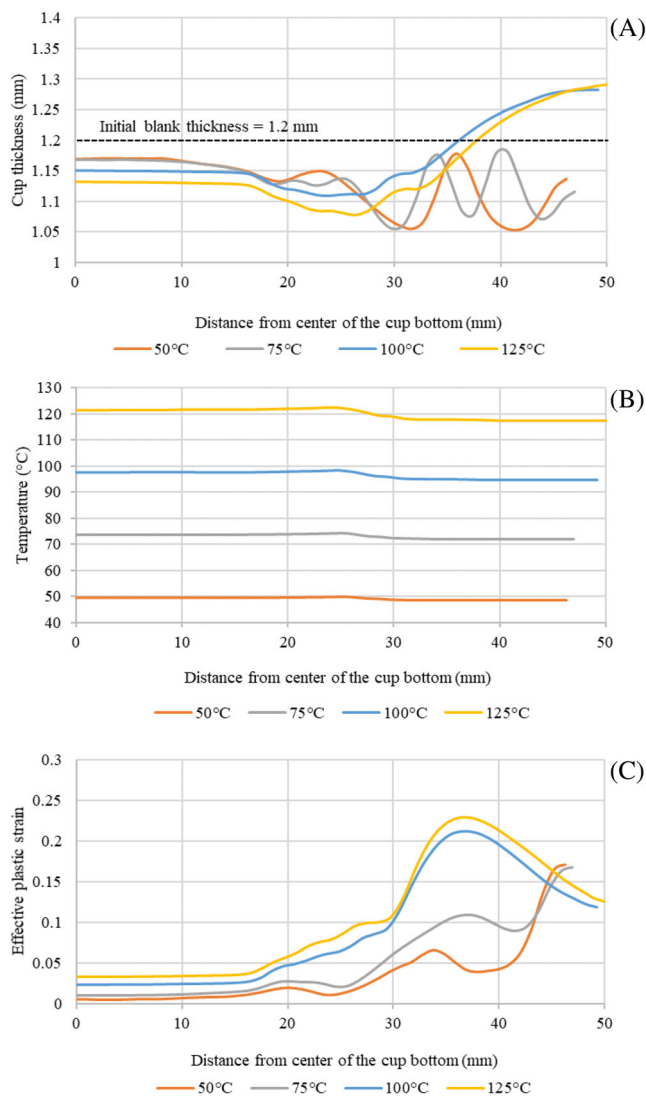 (A)
1.4
1.35
1.3
1.25
1.2
1.15
1.1
1.05
1
Cup thickness (mm)
Initial blank thickness = 1.2 mm
0 10 20 30 40 50
Distance from center of the cup bottom (mm)
50°C 75°C 100°C 125°C
(B)
130
120
110
100
90
80
70
60
50
40
Temperature (°C)
0 10 20 30 40 50
Distance from center of the cup bottom (mm)
50°C 75°C 100°C 125°C
(C)
0.3
0.25
0.2
0.15
0.1
0.05
0
Effective plastic strain
0 10 20 30 40 50
Distance from center of the cup bottom (mm)
50°C 75°C 100°C 125°C